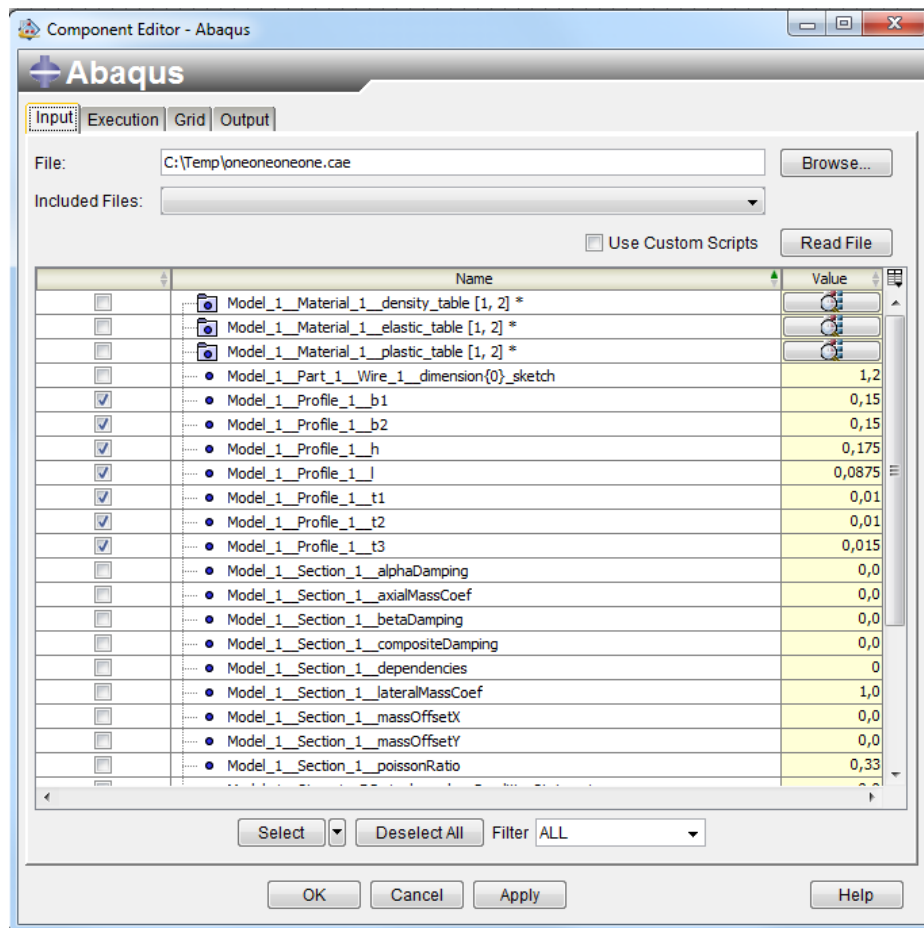 Component Editor - Abaqus
Abaqus
Input Execution Grid Output
File: C:\Temp\oneoneoneone.cae Browse...
Included Files:
Use Custom Scripts Read File
Name Value
Model_1__Material_1__density_table [1, 2] *
Model_1__Material_1__elastic_table [1, 2] *
Model_1__Material_1__plastic_table [1, 2] *
Model_1__Part_1__Wire_1__dimension{0}_sketch 1,2
Model_1__Profile_1__b1 0,15
Model_1__Profile_1__b2 0,15
Model_1__Profile_1__h 0,175
Model_1__Profile_1__l 0,0875
Model_1__Profile_1__t1 0,01
Model_1__Profile_1__t2 0,01
Model_1__Profile_1__t3 0,015
Model_1__Section_1__alphaDamping 0,0
Model_1__Section_1__axialMassCoef 0,0
Model_1__Section_1__betaDamping 0,0
Model_1__Section_1__compositeDamping 0,0
Model_1__Section_1__dependencies 0
Model_1__Section_1__lateralMassCoef 1,0
Model_1__Section_1__massOffsetX 0,0
Model_1__Section_1__massOffsetY 0,0
Model_1__Section_1__poissonRatio 0,33
Select Deselect All Filter ALL
OK Cancel Apply Help